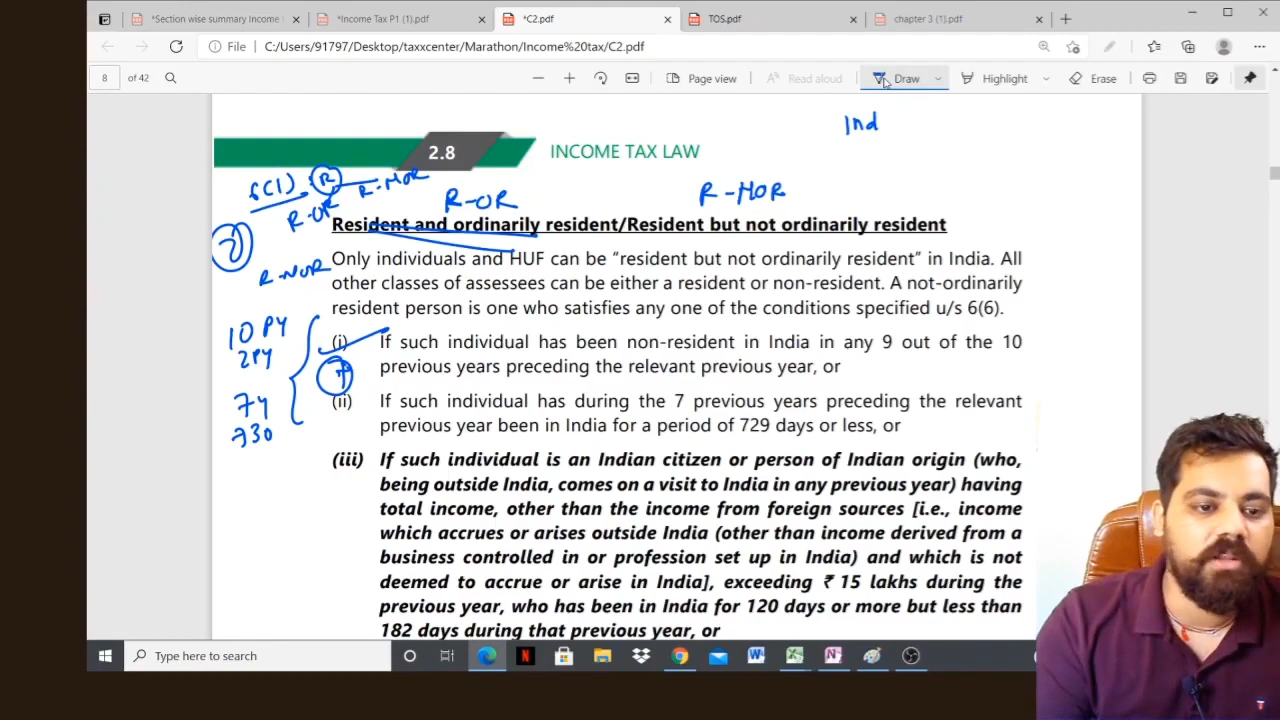 *Section wise summary Income
*Income Tax P1 (1).pdf
*C2.pdf
TOS.pdf
chapter 3 (1).pdf
File
C:/Users/91797/Desktop/taxxcenter/Marathon/Income%20tax/C2.pdf
8 of 42
Page view
Read aloud
Draw
Highlight
Erase
Ind
2.8 INCOME TAX LAW
6(1) R R-NOR
R-OR
R-OR
R-NOR
Resident and ordinarily resident/Resident but not ordinarily resident
Only individuals and HUF can be “resident but not ordinarily resident” in India. All
other classes of assessees can be either a resident or non-resident. A not-ordinarily
resident person is one who satisfies any one of the conditions specified u/s 6(6).
R-NOR
10 PY
2PY
7Y
730
(i) If such individual has been non-resident in India in any 9 out of the 10
previous years preceding the relevant previous year, or
(ii) If such individual has during the 7 previous years preceding the relevant
previous year been in India for a period of 729 days or less, or
(iii) If such individual is an Indian citizen or person of Indian origin (who,
being outside India, comes on a visit to India in any previous year) having
total income, other than the income from foreign sources [i.e., income
which accrues or arises outside India (other than income derived from a
business controlled in or profession set up in India) and which is not
deemed to accrue or arise in India], exceeding ₹ 15 lakhs during the
previous year, who has been in India for 120 days or more but less than
182 days during that previous year, or
Type here to search